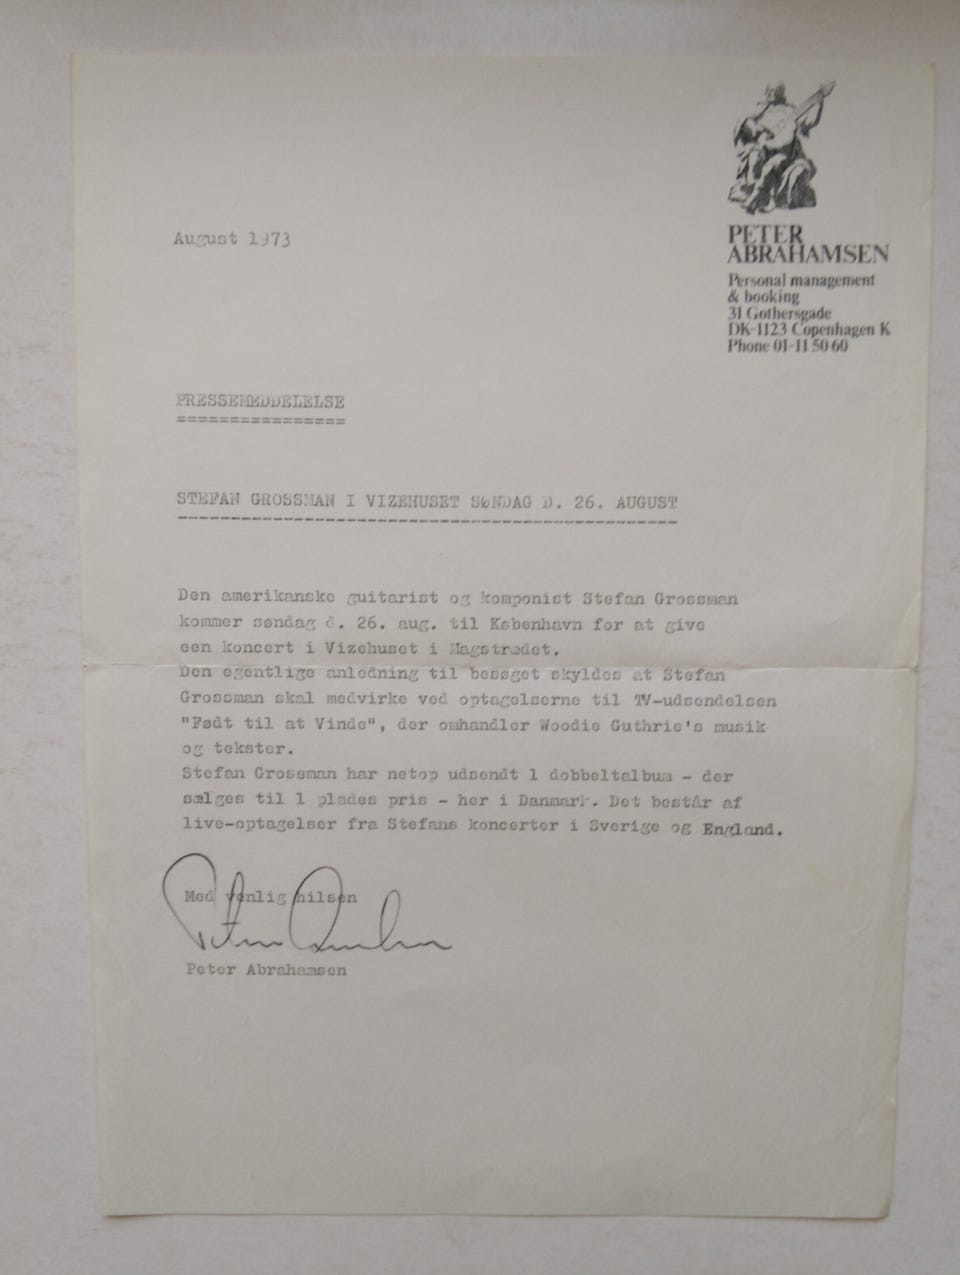 PETER
ABRAHAMSEN
Personal management
& booking
31 Gothersgade
DK-1123 Copenhagen K
Phone 01-11 50 60
August 1973
PRESSEMEDDELELSE
================
STEFAN GROSSMAN I VIZEHUSET SØNDAG D. 26. AUGUST
------------------------------------------------
Den amerikanske guitarist og komponist Stefan Grossman
kommer søndag d. 26. aug. til København for at give
een koncert i Vizehuset i Magstrædet.
Den egentlige anledning til besøget skyldes at Stefan
Grossman skal medvirke ved optagelserne til TV-udsendelsen
"Født til at Vinde", der omhandler Woodie Guthrie's musik
og tekster.
Stefan Grossman har netop udsendt 1 dobbeltalbum - der
sælges til 1 plades pris - her i Danmark. Det består af
live-optagelser fra Stefans koncerter i Sverige og England.
Med venlig hilsen
Peter Abrahamsen